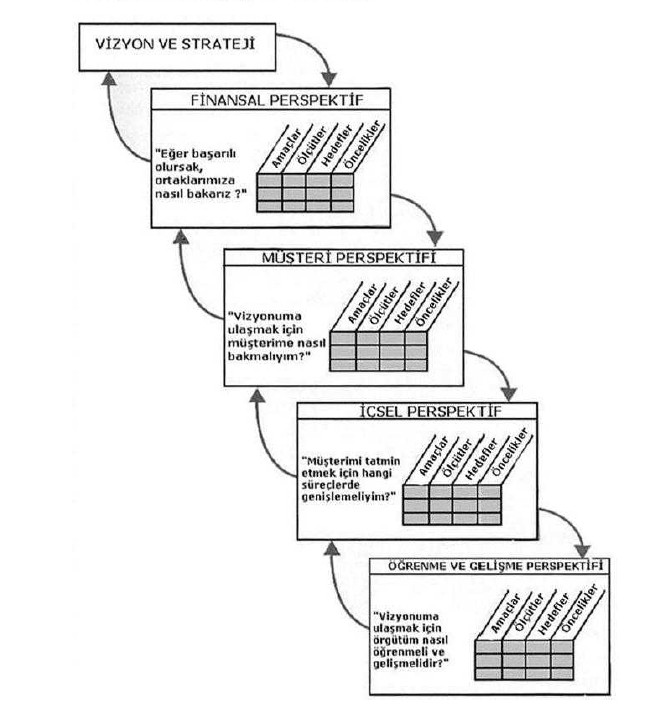 VİZYON VE STRATEJİ
FİNANSAL PERSPEKTİF
"Eğer başarılı
olursak,
ortaklarımıza
nasıl bakarız ?"
Amaçlar
Ölçütler
Hedefler
Öncelikler
MÜŞTERİ PERSPEKTİFİ
"Vizyonuma
ulaşmak için
müşterime nasıl
bakmalıyım?"
Amaçlar
Ölçütler
Hedefler
Öncelikler
İÇSEL PERSPEKTİF
"Müşterimi tatmin
etmek için hangi
süreçlerde
genişlemeliyim?"
Amaçlar
Ölçütler
Hedefler
Öncelikler
ÖĞRENME VE GELİŞME PERSPEKTİFİ
"Vizyonuma
ulaşmak için
örgütüm nasıl
öğrenmeli ve
gelişmelidir?"
Amaçlar
Ölçütler
Hedefler
Öncelikler